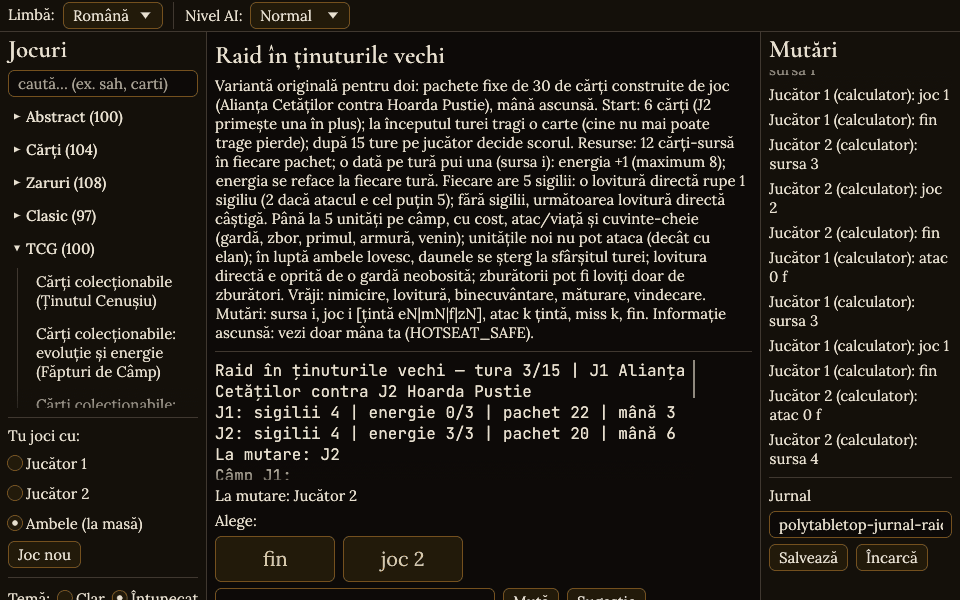 Limbă: Română ▼ Nivel AI: Normal ▼
Jocuri
caută... (ex. sah, carti)
▸ Abstract (100)
▸ Cărți (104)
▸ Zaruri (108)
▸ Clasic (97)
▾ TCG (100)
Cărți colecționabile
(Ținutul Cenușiu)
Cărți colecționabile:
evoluție și energie
(Făpturi de Câmp)
Cărți colecționabile:
Tu joci cu:
Jucător 1
Jucător 2
Ambele (la masă)
Joc nou
Temă: Clar Întunecat
Raid în ținuturile vechi
Variantă originală pentru doi: pachete fixe de 30 de cărți construite de joc
(Alianța Cetăților contra Hoarda Pustie), mână ascunsă. Start: 6 cărți (J2
primește una în plus); la începutul turei tragi o carte (cine nu mai poate
trage pierde); după 15 ture pe jucător decide scorul. Resurse: 12 cărți-sursă
în fiecare pachet; o dată pe tură pui una (sursa i): energia +1 (maximum 8);
energia se reface la fiecare tură. Fiecare are 5 sigilii: o lovitură directă rupe 1
sigiliu (2 dacă atacul e cel puțin 5); fără sigilii, următoarea lovitură directă
câștigă. Până la 5 unități pe câmp, cu cost, atac/viață și cuvinte-cheie
(gardă, zbor, primul, armură, venin); unitățile noi nu pot ataca (decât cu
elan); în luptă ambele lovesc, daunele se șterg la sfârșitul turei; lovitura
directă e oprită de o gardă neobosită; zburătorii pot fi loviți doar de
zburători. Vrăji: nimicire, lovitură, binecuvântare, măturare, vindecare.
Mutări: sursa i, joc i [țintă eN|mN|f|zN], atac k țintă, miss k, fin. Informație
ascunsă: vezi doar mâna ta (HOTSEAT_SAFE).
Raid în ținuturile vechi — tura 3/15 | J1 Alianța
Cetăților contra J2 Hoarda Pustie
J1: sigilii 4 | energie 0/3 | pachet 22 | mână 3
J2: sigilii 4 | energie 3/3 | pachet 20 | mână 6
La mutare: J2
Câmp J1:
La mutare: Jucător 2
Alege:
fin joc 2
Mută Sugestie
Mutări
sursa 1
Jucător 1 (calculator): joc 1
Jucător 1 (calculator): fin
Jucător 2 (calculator):
sursa 3
Jucător 2 (calculator): joc
2
Jucător 2 (calculator): fin
Jucător 1 (calculator): atac
0 f
Jucător 1 (calculator):
sursa 3
Jucător 1 (calculator): joc 1
Jucător 1 (calculator): fin
Jucător 2 (calculator):
atac 0 f
Jucător 2 (calculator):
sursa 4
Jurnal
polytabletop-jurnal-raid
Salvează Încarcă